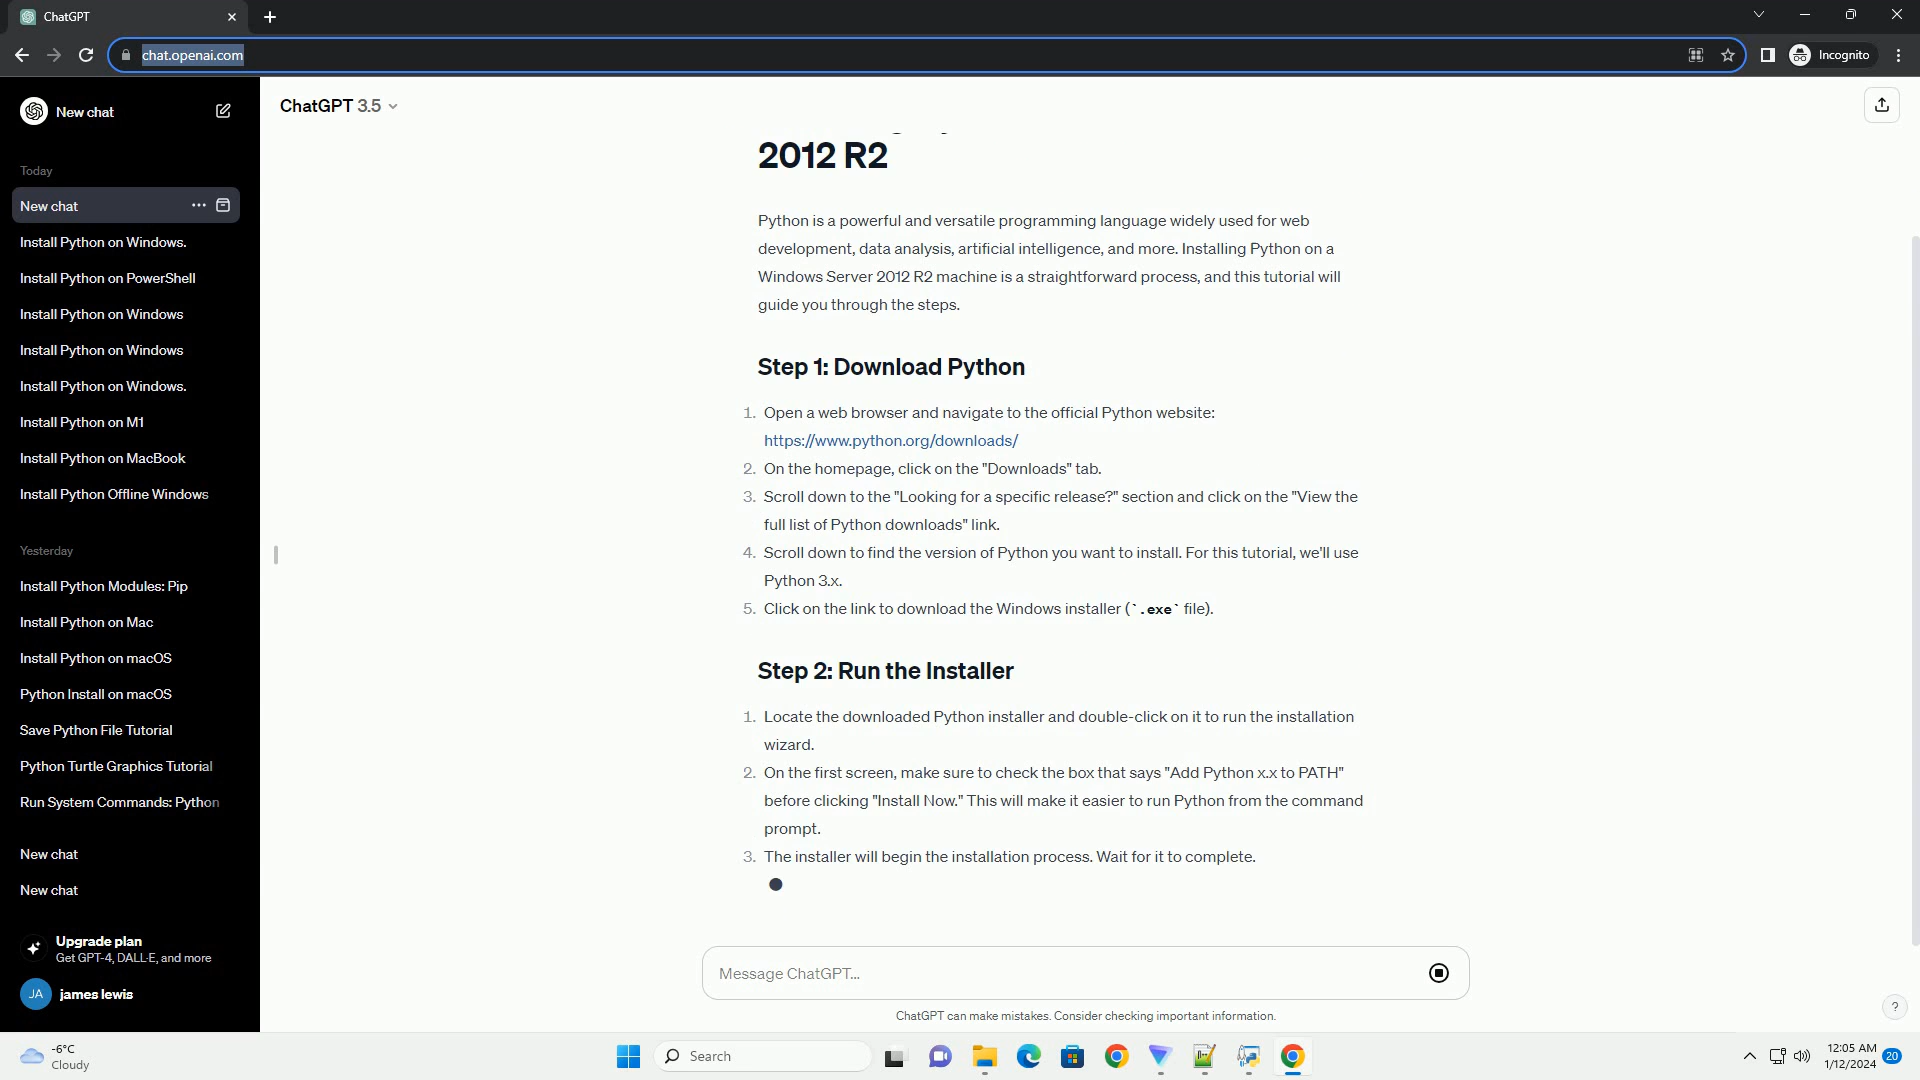 ChatGPT
chat.openai.com
Incognito
New chat
ChatGPT 3.5
Today
New chat
Install Python on Windows.
Install Python on PowerShell
Install Python on Windows
Install Python on Windows
Install Python on Windows.
Install Python on M1
Install Python on MacBook
Install Python Offline Windows
Yesterday
Install Python Modules: Pip
Install Python on Mac
Install Python on macOS
Python Install on macOS
Save Python File Tutorial
Python Turtle Graphics Tutorial
Run System Commands: Python
New chat
New chat
Upgrade plan
Get GPT-4, DALL·E, and more
JA james lewis
2012 R2
Python is a powerful and versatile programming language widely used for web
development, data analysis, artificial intelligence, and more. Installing Python on a
Windows Server 2012 R2 machine is a straightforward process, and this tutorial will
guide you through the steps.
Step 1: Download Python
1. Open a web browser and navigate to the official Python website:
https://www.python.org/downloads/
2. On the homepage, click on the "Downloads" tab.
3. Scroll down to the "Looking for a specific release?" section and click on the "View the
full list of Python downloads" link.
4. Scroll down to find the version of Python you want to install. For this tutorial, we'll use
Python 3.x.
5. Click on the link to download the Windows installer (`.exe` file).
Step 2: Run the Installer
1. Locate the downloaded Python installer and double-click on it to run the installation
wizard.
2. On the first screen, make sure to check the box that says "Add Python x.x to PATH"
before clicking "Install Now." This will make it easier to run Python from the command
prompt.
3. The installer will begin the installation process. Wait for it to complete.
Message ChatGPT...
ChatGPT can make mistakes. Consider checking important information.
?
-6°C
Cloudy
Search
12:05 AM
1/12/2024
20